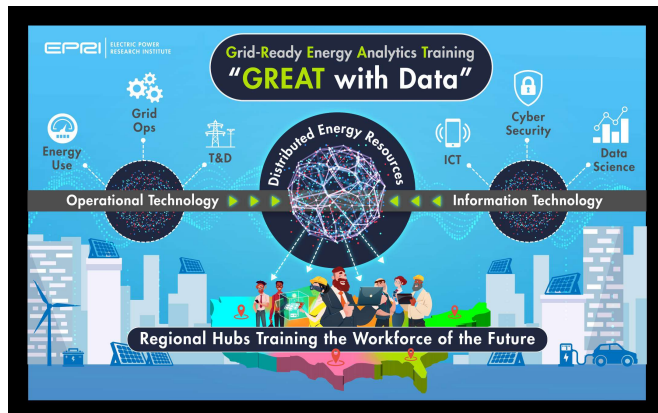 EPRI
ELECTRIC POWER
RESEARCH INSTITUTE
Grid-Ready Energy Analytics Training
“GREAT with Data”
Grid
Ops
Energy
Use
T&D
Distributed Energy Resources
ICT
Cyber
Security
Data
Science
Operational Technology
Information Technology
Regional Hubs Training the Workforce of the Future